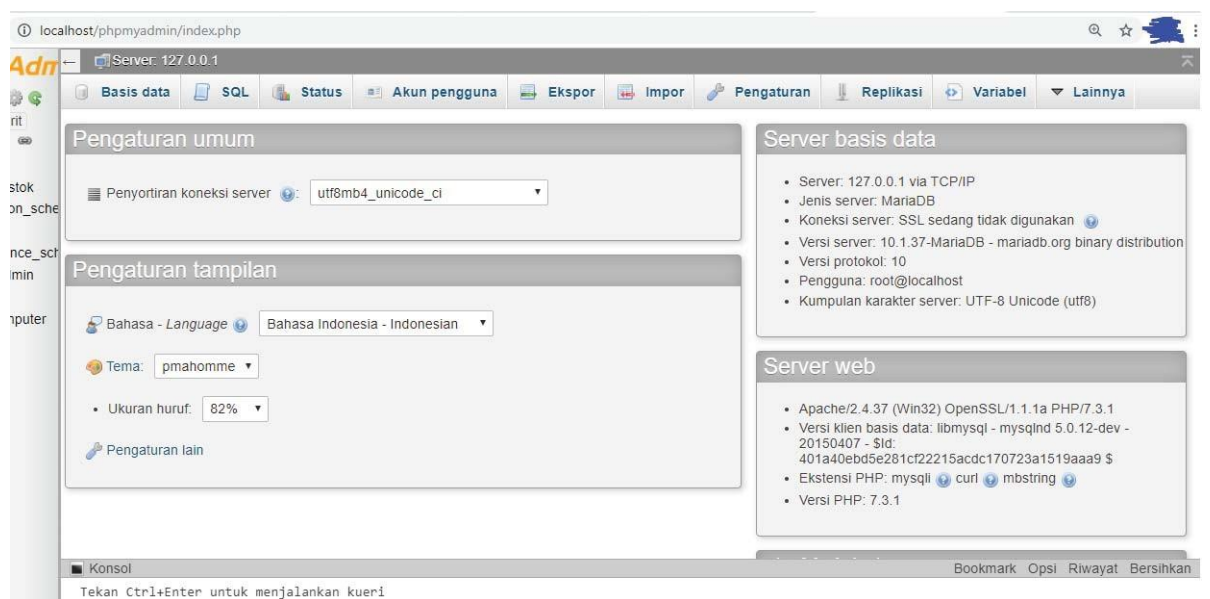 localhost/phpmyadmin/index.php
Adm
Server: 127.0.0.1
Basis data SQL Status Akun pengguna Ekspor Impor Pengaturan Replikasi Variabel Lainnya
rit
stok
on_sche
nce_sch
min
mputer
Pengaturan umum
Penyortiran koneksi server : utf8mb4_unicode_ci
Pengaturan tampilan
Bahasa - Language Bahasa Indonesia - Indonesian
Tema: pmahomme
• Ukuran huruf: 82%
Pengaturan lain
Server basis data
• Server: 127.0.0.1 via TCP/IP
• Jenis server: MariaDB
• Koneksi server: SSL sedang tidak digunakan
• Versi server: 10.1.37-MariaDB - mariadb.org binary distribution
• Versi protokol: 10
• Pengguna: root@localhost
• Kumpulan karakter server: UTF-8 Unicode (utf8)
Server web
• Apache/2.4.37 (Win32) OpenSSL/1.1.1a PHP/7.3.1
• Versi klien basis data: libmysql - mysqlnd 5.0.12-dev -
20150407 - $Id:
401a40ebd5e281cf22215acdc170723a1519aaa9 $
• Ekstensi PHP: mysqli curl mbstring
• Versi PHP: 7.3.1
Konsol
Bookmark Opsi Riwayat Bersihkan
Tekan Ctrl+Enter untuk menjalankan kueri